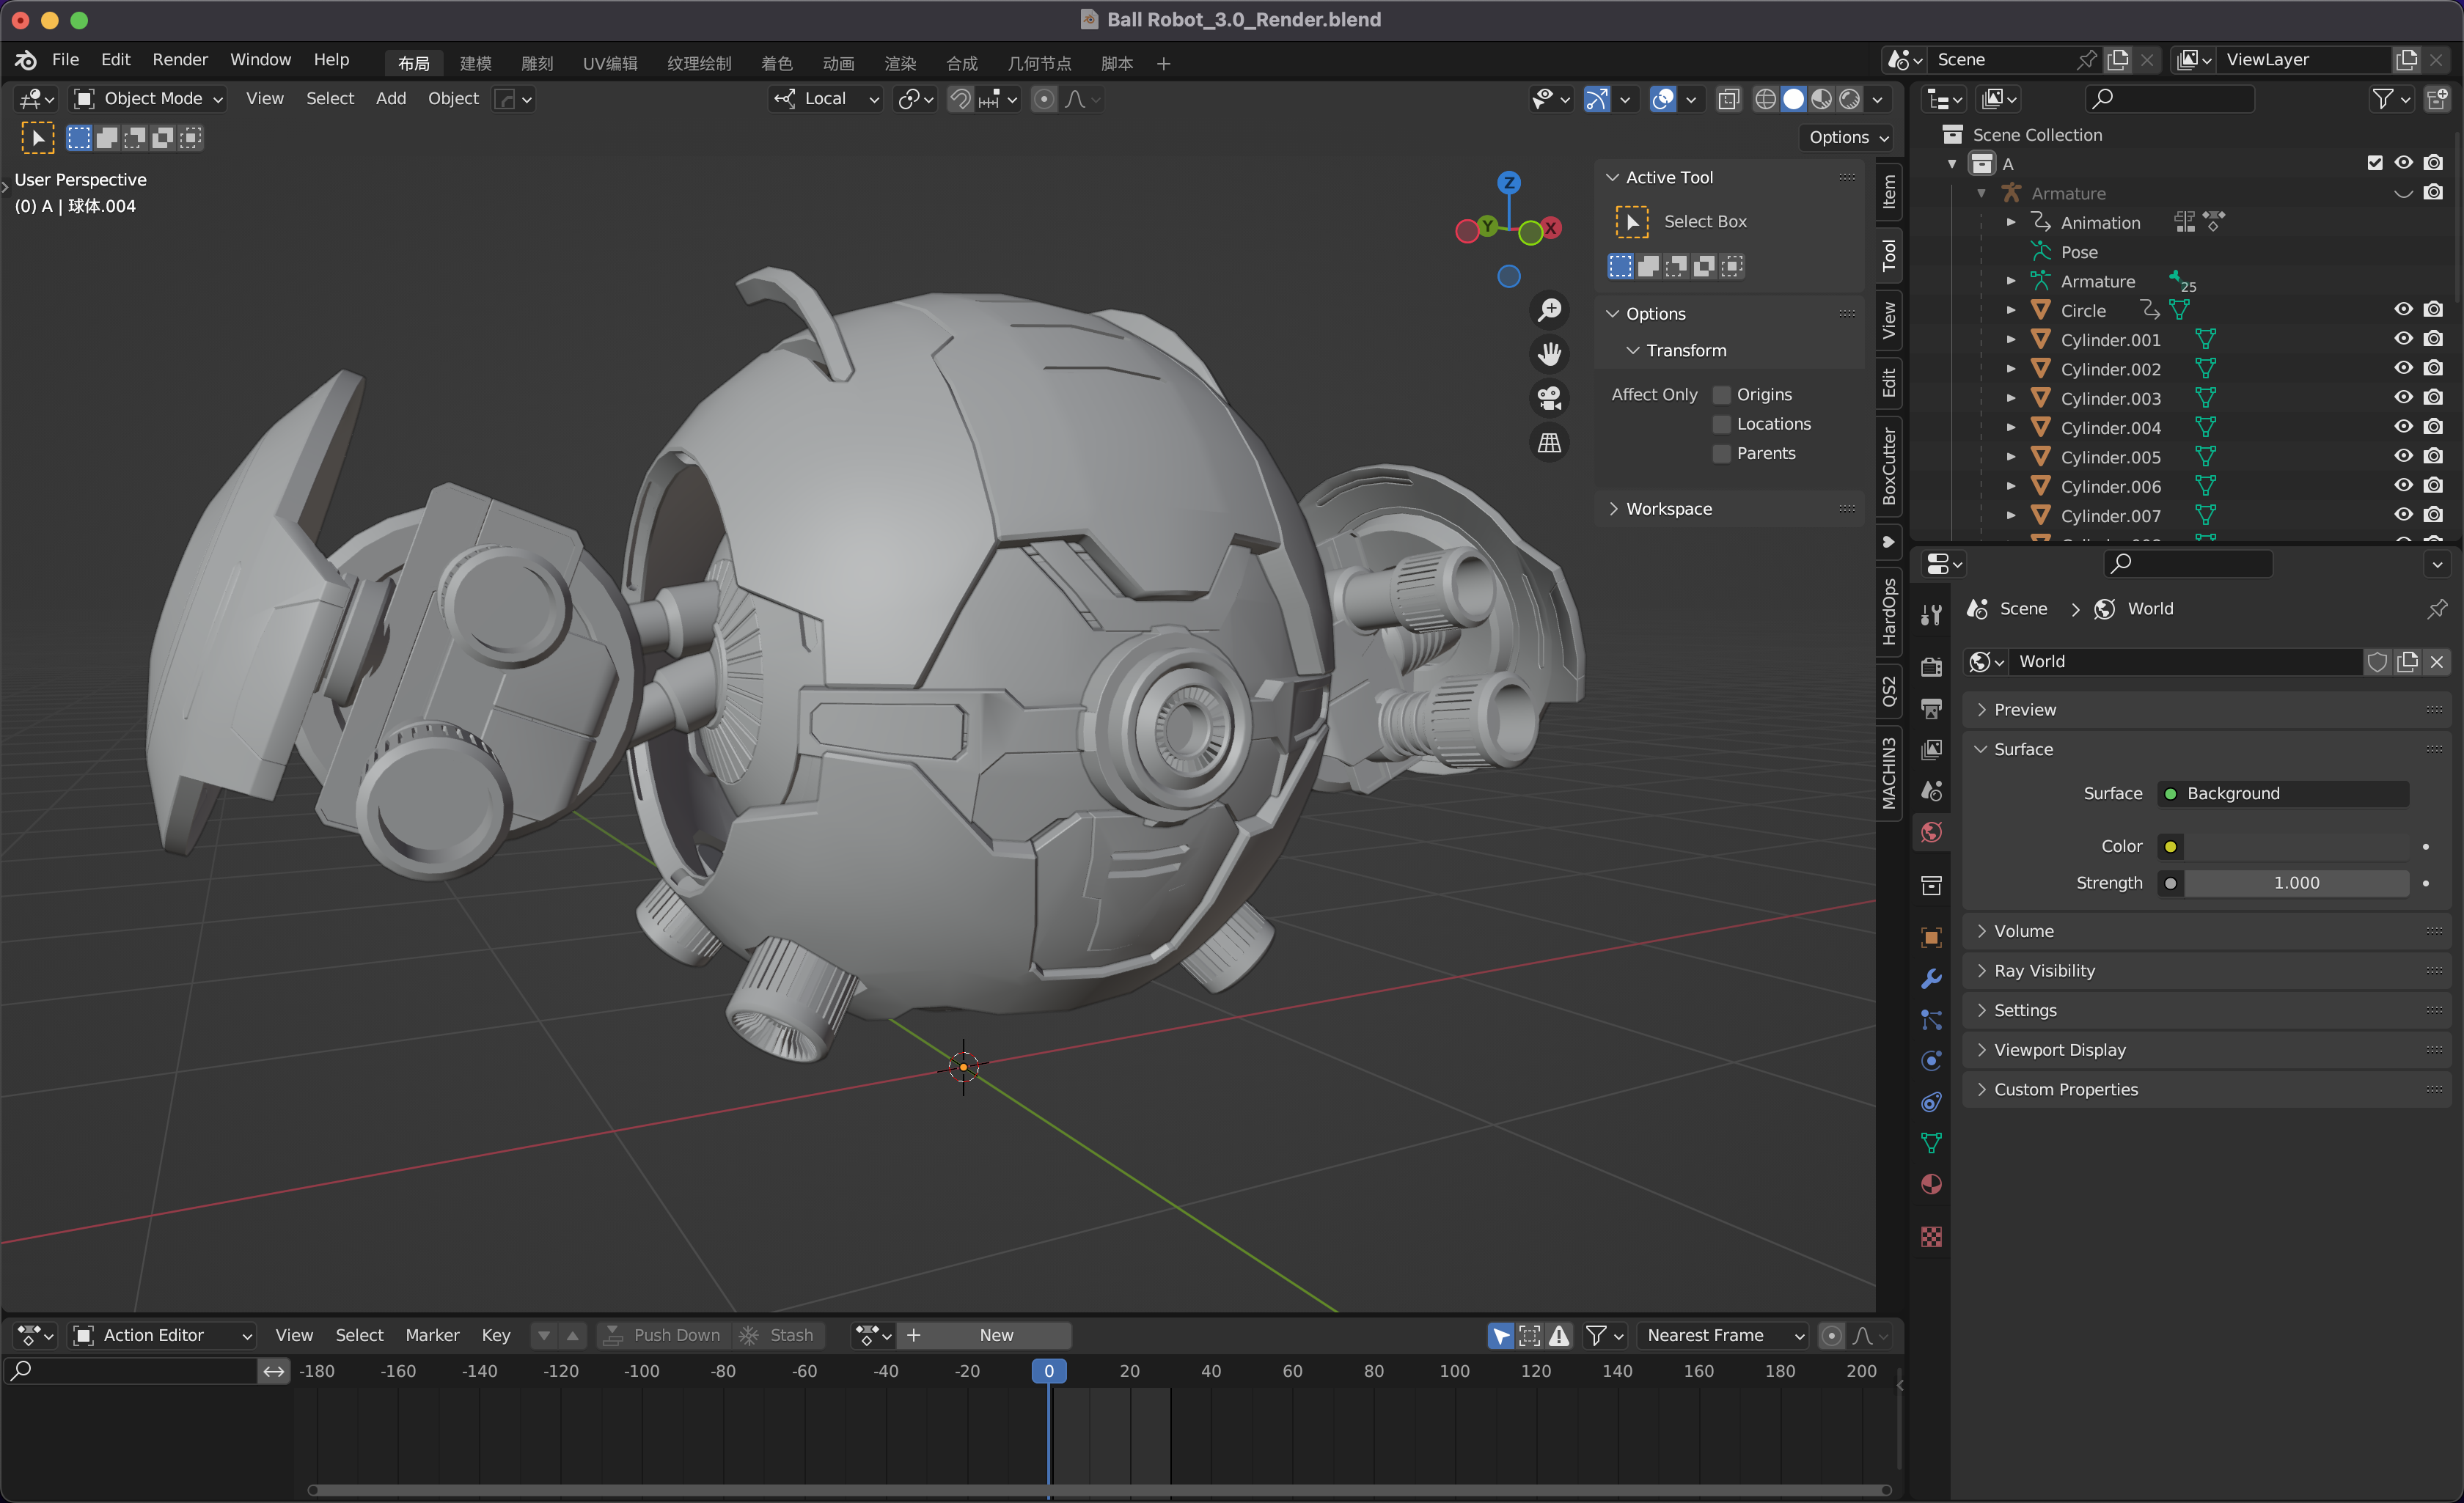 Ball Robot_3.0_Render.blend
File Edit Render Window Help 布局 建模 雕刻 UV编辑 纹理绘制 着色 动画 渲染 合成 几何节点 脚本 + Scene ViewLayer
Object Mode View Select Add Object Local
Options
User Perspective
(0) A | 球体.004
Z
Y X
Active Tool
Select Box
Options
Transform
Affect Only Origins
Locations
Parents
Workspace
Item
Tool
View
Edit
BoxCutter
HardOps
QS2
MACHIN3
Scene Collection
A
Armature
Animation
Pose
Armature 25
Circle
Cylinder.001
Cylinder.002
Cylinder.003
Cylinder.004
Cylinder.005
Cylinder.006
Cylinder.007
Scene > World
World
Preview
Surface
Surface Background
Color
Strength 1.000
Volume
Ray Visibility
Settings
Viewport Display
Custom Properties
Action Editor View Select Marker Key Push Down Stash + New Nearest Frame
-180 -160 -140 -120 -100 -80 -60 -40 -20 0 20 40 60 80 100 120 140 160 180 200